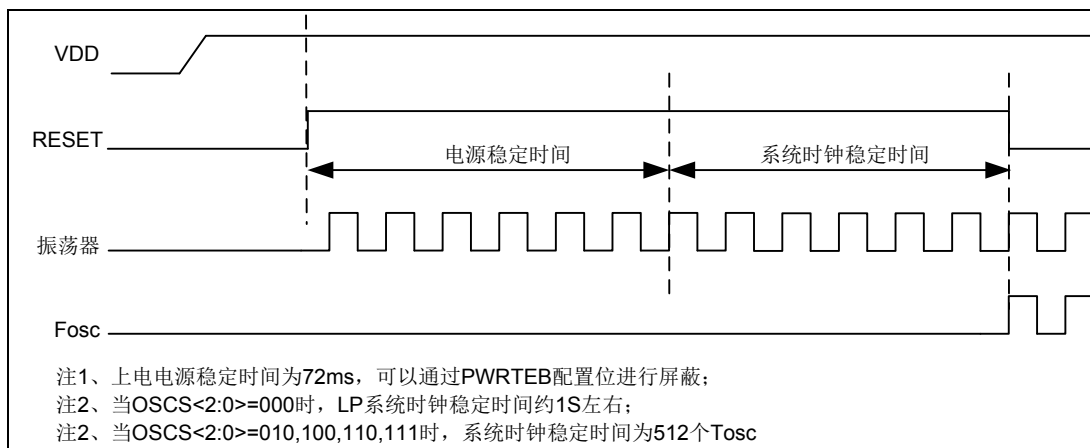 VDD
RESET
电源稳定时间
系统时钟稳定时间
振荡器
Fosc
注1、上电电源稳定时间为72ms，可以通过PWRTEB配置位进行屏蔽；
注2、当OSCS<2:0>=000时，LP系统时钟稳定时间约1S左右；
注2、当OSCS<2:0>=010,100,110,111时，系统时钟稳定时间为512个Tosc